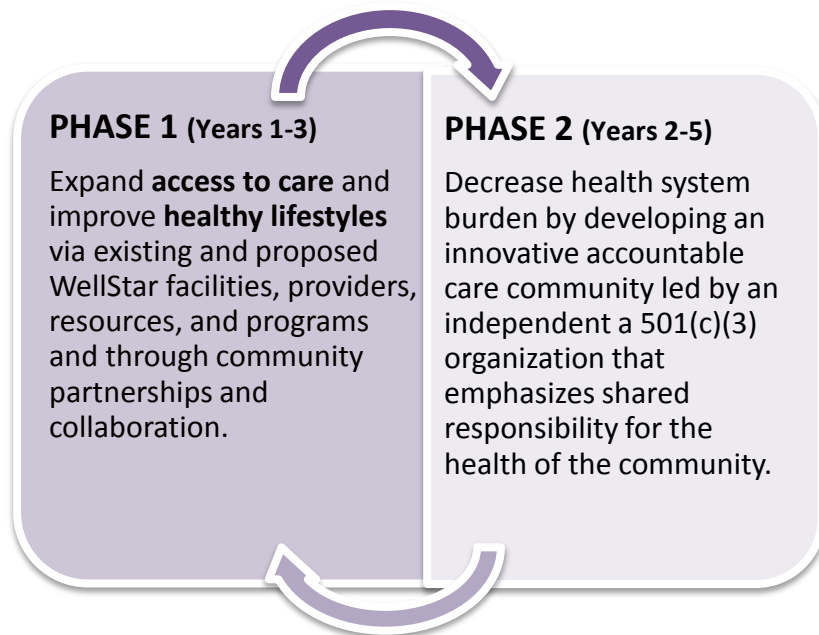 PHASE 1 (Years 1-3)
Expand access to care and
improve healthy lifestyles
via existing and proposed
WellStar facilities, providers,
resources, and programs
and through community
partnerships and
collaboration.
PHASE 2 (Years 2-5)
Decrease health system
burden by developing an
innovative accountable
care community led by an
independent a 501(c)(3)
organization that
emphasizes shared
responsibility for the
health of the community.